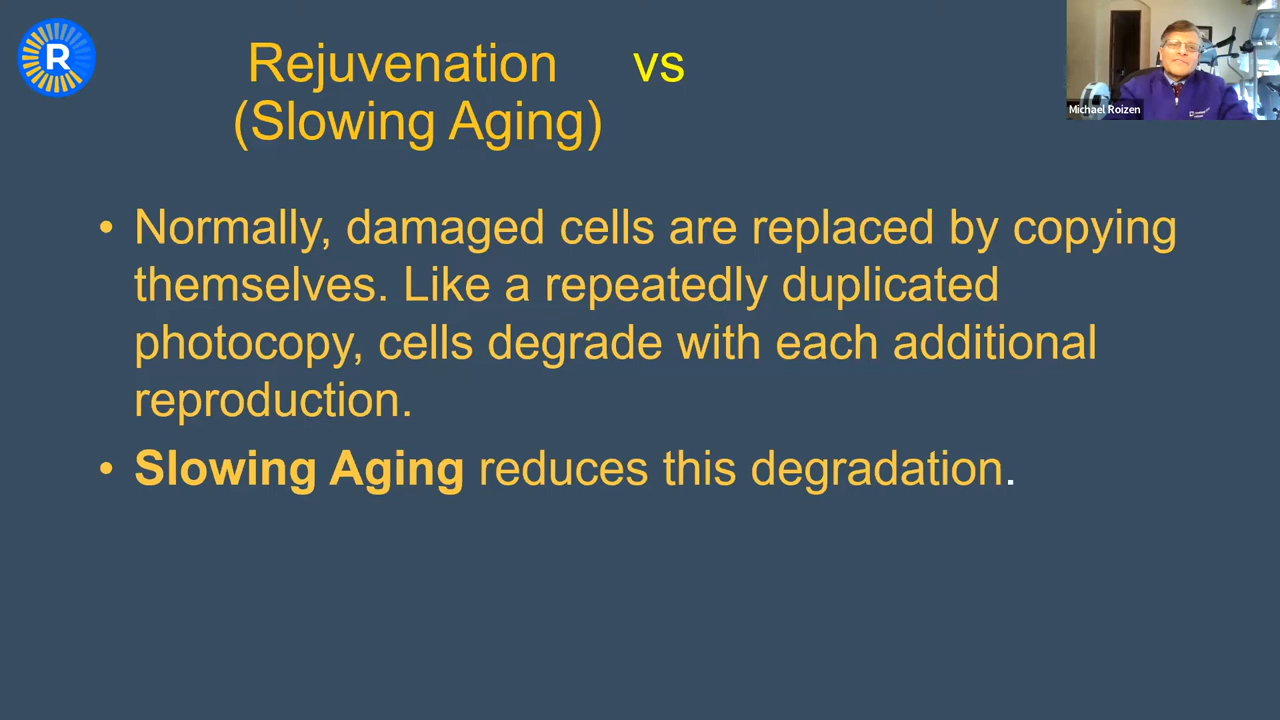 R
Rejuvenation vs
(Slowing Aging)
Michael Roizen
• Normally, damaged cells are replaced by copying
themselves. Like a repeatedly duplicated
photocopy, cells degrade with each additional
reproduction.
• Slowing Aging reduces this degradation.